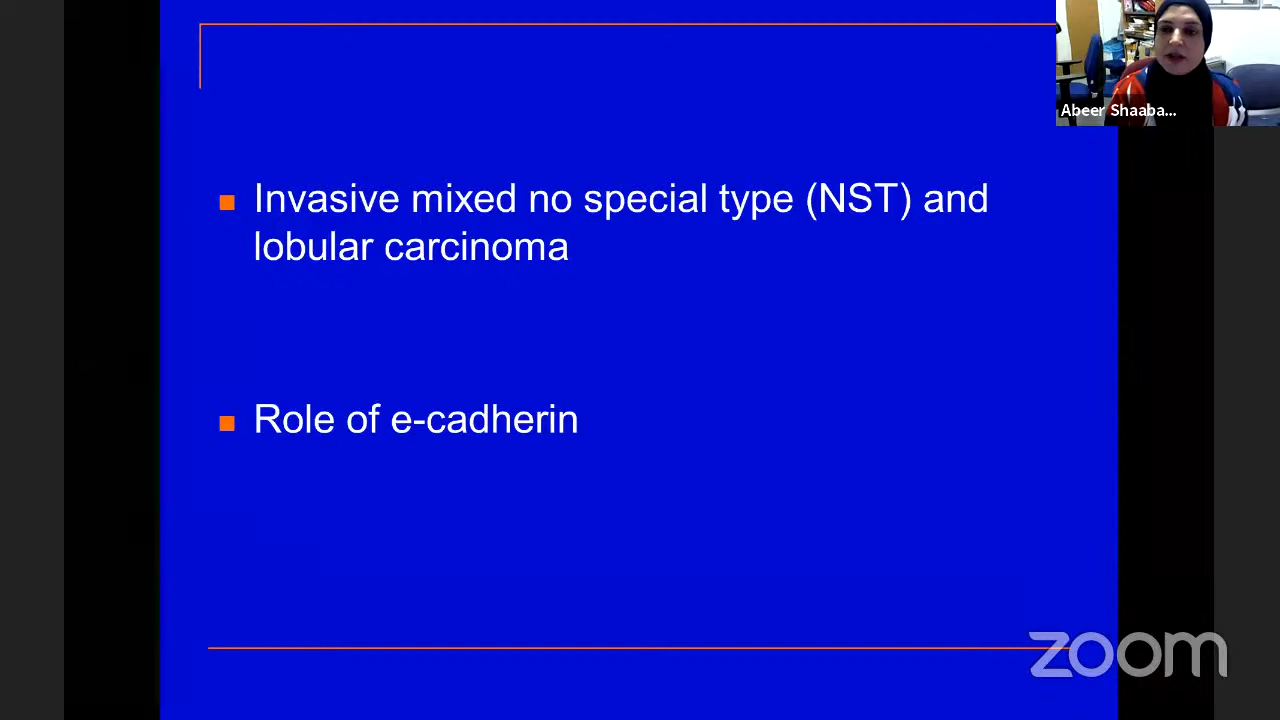 Abeer Shaaba...
Invasive mixed no special type (NST) and
lobular carcinoma
Role of e-cadherin
zoom